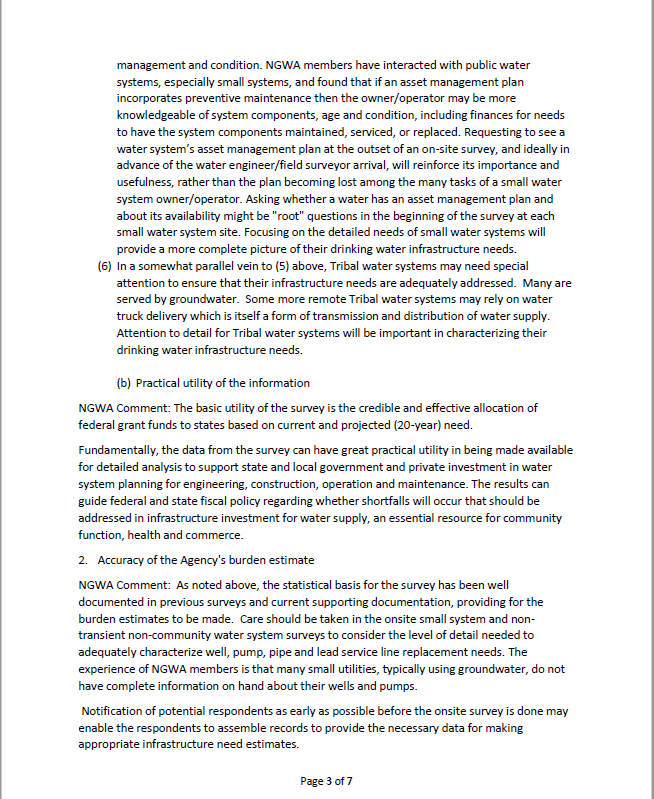 management and condition. NGWA members have interacted with public water
systems, especially small systems, and found that if an asset management plan
incorporates preventive maintenance then the owner/operator may be more
knowledgeable of system components, age and condition, including finances for needs
to have the system components maintained, serviced, or replaced. Requesting to see a
water system's asset management plan at the outset of an on-site survey, and ideally in
advance of the water engineer/field surveyor arrival, will reinforce its importance and
usefulness, rather than the plan becoming lost among the many tasks of a small water
system owner/operator. Asking whether a water has an asset management plan and
about its availability might be "root" questions in the beginning of the survey at each
small water system site. Focusing on the detailed needs of small water systems will
provide a more complete picture of their drinking water infrastructure needs.
(6) In a somewhat parallel vein to (5) above, Tribal water systems may need special
attention to ensure that their infrastructure needs are adequately addressed. Many are
served by groundwater. Some more remote Tribal water systems may rely on water
truck delivery which is itself a form of transmission and distribution of water supply.
Attention to detail for Tribal water systems will be important in characterizing their
drinking water infrastructure needs.
(b) Practical utility of the information
NGWA Comment: The basic utility of the survey is the credible and effective allocation of
federal grant funds to states based on current and projected (20-year) need.
Fundamentally, the data from the survey can have great practical utility in being made available
for detailed analysis to support state and local government and private investment in water
system planning for engineering, construction, operation and maintenance. The results can
guide federal and state fiscal policy regarding whether shortfalls will occur that should be
addressed in infrastructure investment for water supply, an essential resource for community
function, health and commerce.
2. Accuracy of the Agency's burden estimate
NGWA Comment: As noted above, the statistical basis for the survey has been well
documented in previous surveys and current supporting documentation, providing for the
burden estimates to be made. Care should be taken in the onsite small system and non-
transient non-community water system surveys to consider the level of detail needed to
adequately characterize well, pump, pipe and lead service line replacement needs. The
experience of NGWA members is that many small utilities, typically using groundwater, do not
have complete information on hand about their wells and pumps.
Notification of potential respondents as early as possible before the onsite survey is done may
enable the respondents to assemble records to provide the necessary data for making
appropriate infrastructure need estimates.
Page 3 of 7